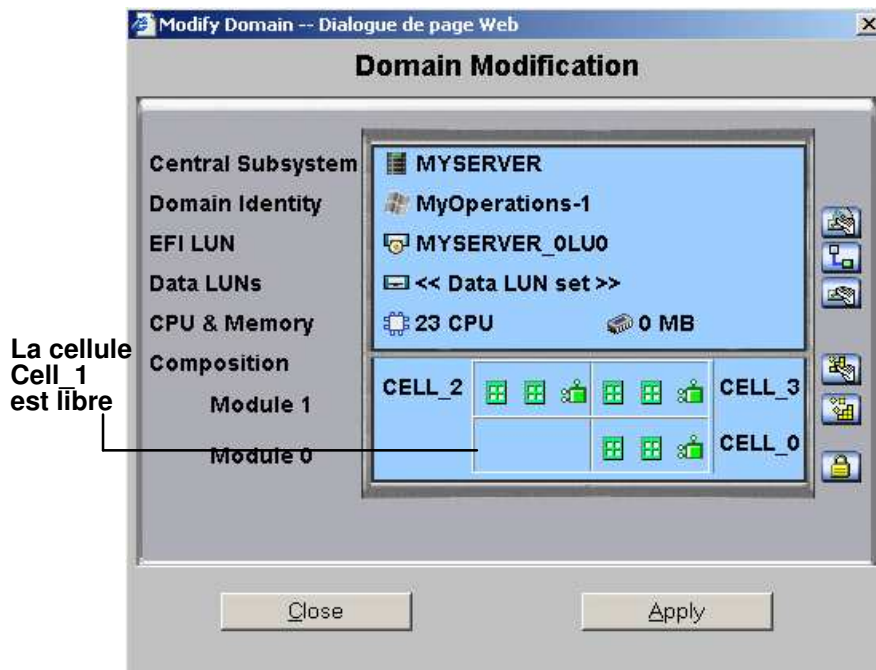 Modify Domain -- Dialogue de page Web
Domain Modification
Central Subsystem MYSERVER
Domain Identity MyOperations-1
EFI LUN MYSERVER_0LU0
Data LUNs << Data LUN set >>
CPU & Memory 23 CPU 0 MB
Composition
La cellule
Cell_1
est libre
Module 1 CELL_2 CELL_3
Module 0 CELL_0
Close Apply